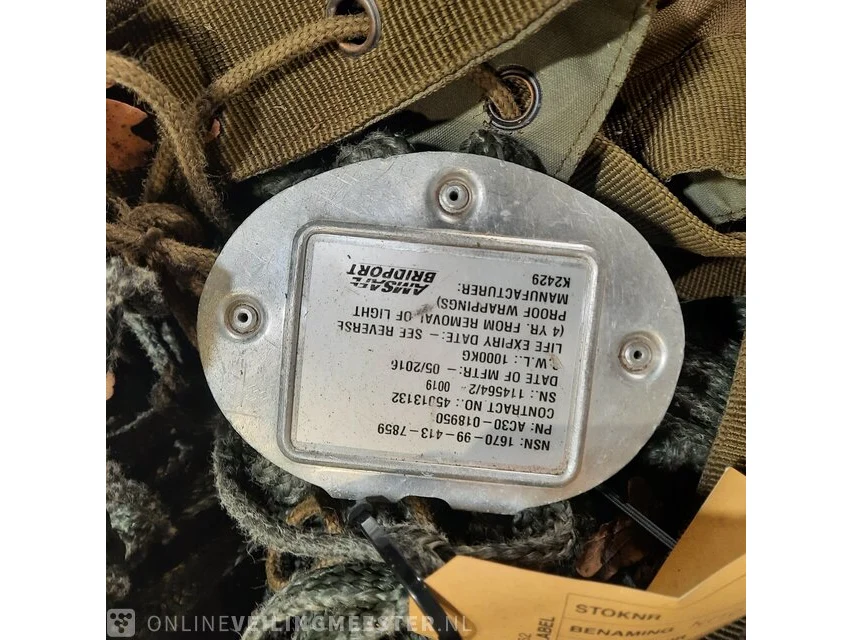 NSN: 1670-99-413-7859
PN: AC30-018950
CONTRACT NO.: 45013132
SN.: 114564/2 0019
DATE OF MFTR:- 05/2016
S.W.L.: 1000KG
LIFE EXPIRY DATE:- SEE REVERSE
(4 YR. FROM REMOVAL OF LIGHT
PROOF WRAPPINGS)
MANUFACTURER:
K2429
AMSAFE
BRIDPORT
STOKNR
BENAMING
ABEL
ONLINEVEILINGMEESTER.NL